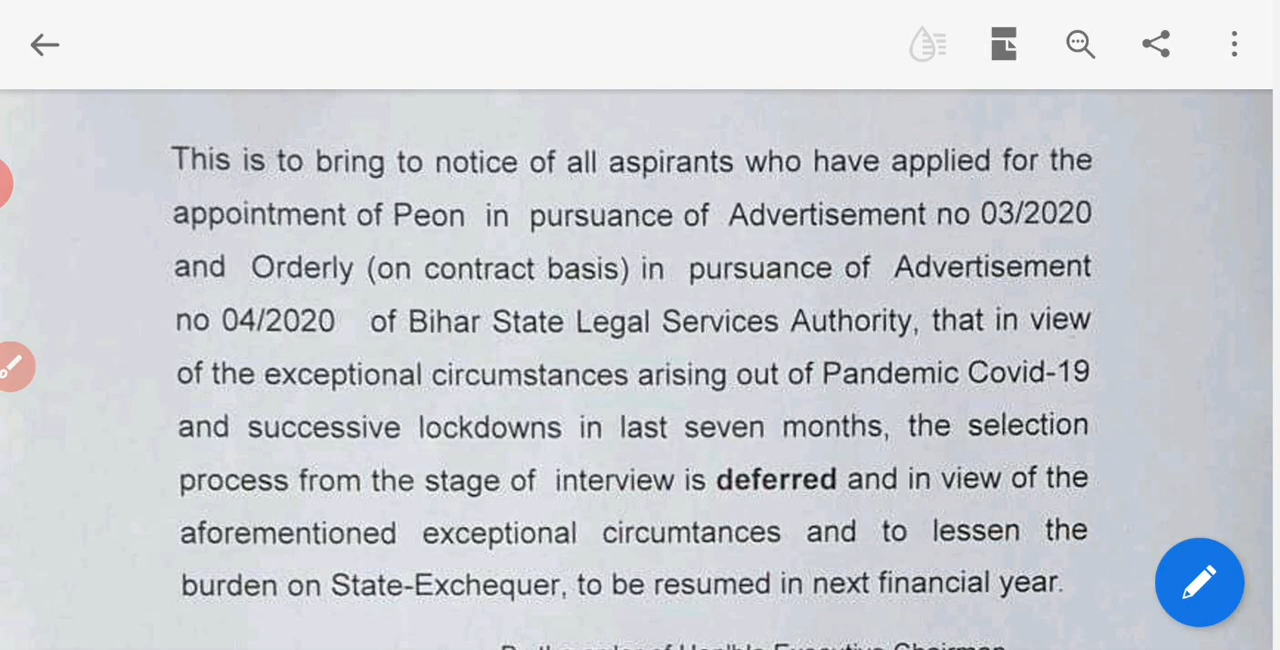 This is to bring to notice of all aspirants who have applied for the
appointment of Peon in pursuance of Advertisement no 03/2020
and Orderly (on contract basis) in pursuance of Advertisement
no 04/2020 of Bihar State Legal Services Authority, that in view
of the exceptional circumstances arising out of Pandemic Covid-19
and successive lockdowns in last seven months, the selection
process from the stage of interview is deferred and in view of the
aforementioned exceptional circumtances and to lessen the
burden on State-Exchequer, to be resumed in next financial year.